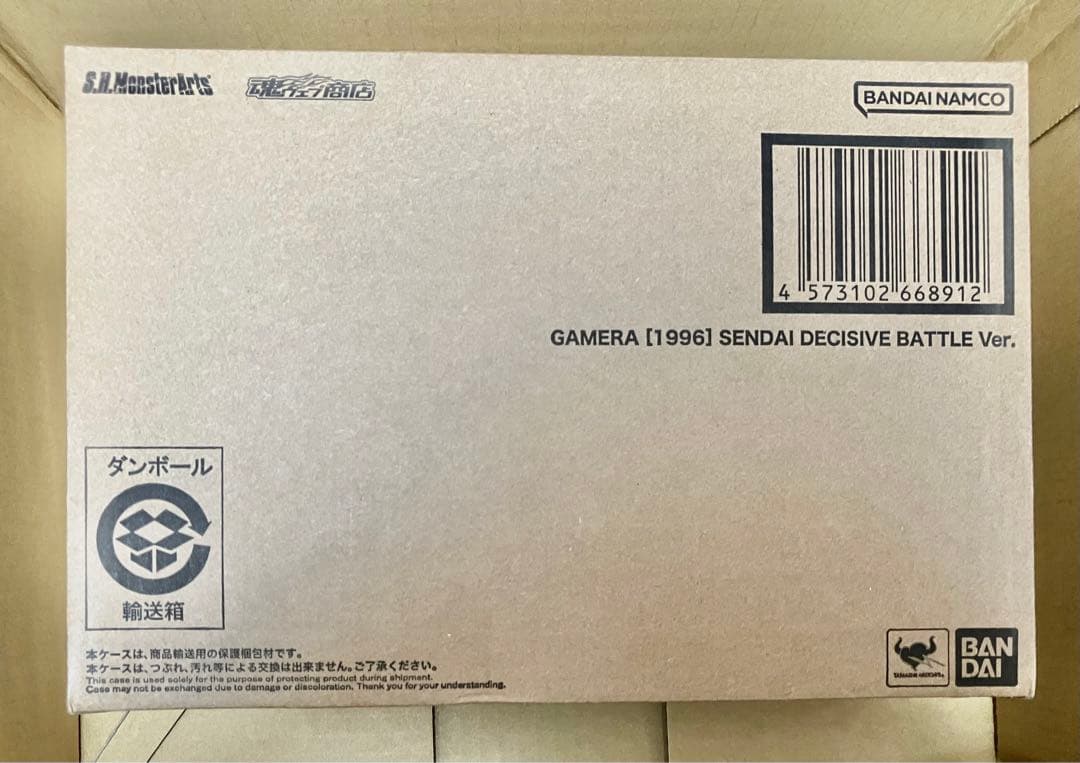 S.H.MonsterArts
魂ウェブ商店
BANDAI NAMCO
4 573102 668912
GAMERA [1996] SENDAI DECISIVE BATTLE Ver.
ダンボール
輸送箱
本ケースは、商品輸送用の保護梱包材です。
本ケースは、つぶれ、汚れ等による交換は出来ません。ご了承ください。
This case is used solely for the purpose of protecting product during shipment.
Case may not be exchanged due to damage or discoloration. Thank you for your understanding.
TAMASHII NATIONS
BAN
DAI